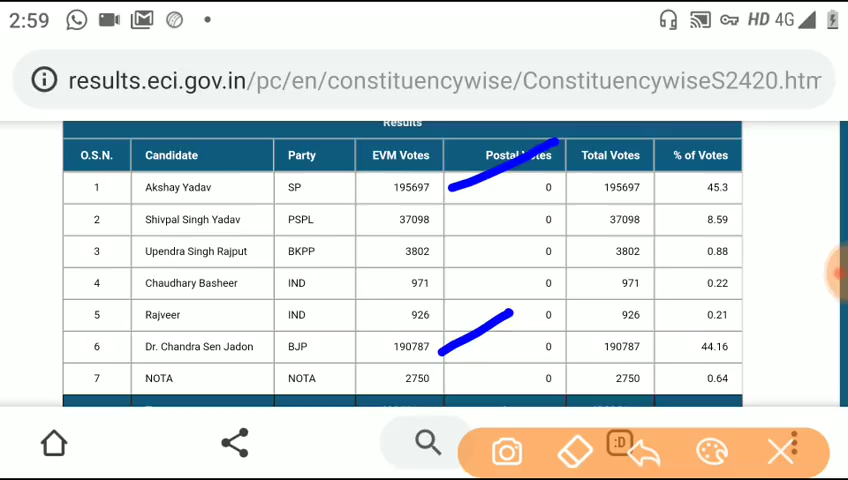 2:59 HD 4G
results.eci.gov.in/pc/en/constituencywise/ConstituencywiseS2420.htm
Results
O.S.N. Candidate Party EVM Votes Postal Votes Total Votes % of Votes
1 Akshay Yadav SP 195697 0 195697 45.3
2 Shivpal Singh Yadav PSPL 37098 0 37098 8.59
3 Upendra Singh Rajput BKPP 3802 0 3802 0.88
4 Chaudhary Basheer IND 971 0 971 0.22
5 Rajveer IND 926 0 926 0.21
6 Dr. Chandra Sen Jadon BJP 190787 0 190787 44.16
7 NOTA NOTA 2750 0 2750 0.64
:D